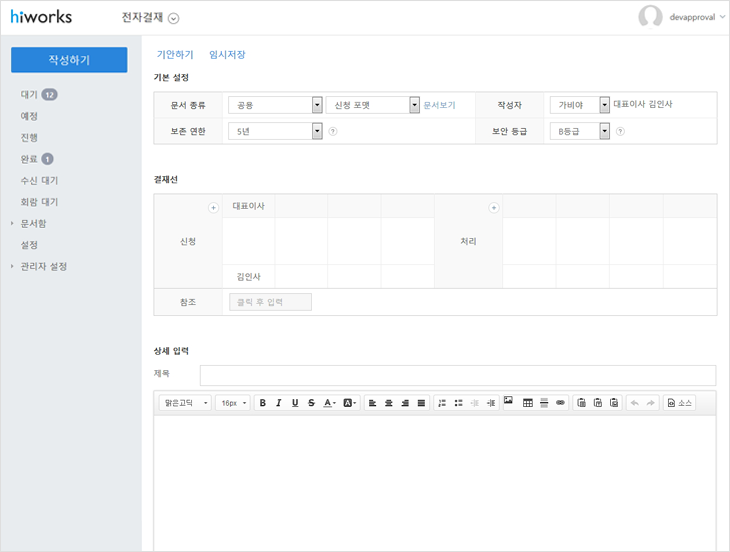 hiworks 전자결재 devapproval
작성하기
대기 12
예정
진행
완료 1
수신 대기
회람 대기
문서함
설정
관리자 설정
기안하기 임시저장
기본 설정
문서 종류 공용 신청 포맷 문서보기 작성자 가비아 대표이사 김인사
보존 연한 5년 ? 보안 등급 B등급 ?
결재선
신청 + 대표이사 처리 +
김인사
참조 클릭 후 입력
상세 입력
제목
맑은고딕 16px B I U S A A 소스